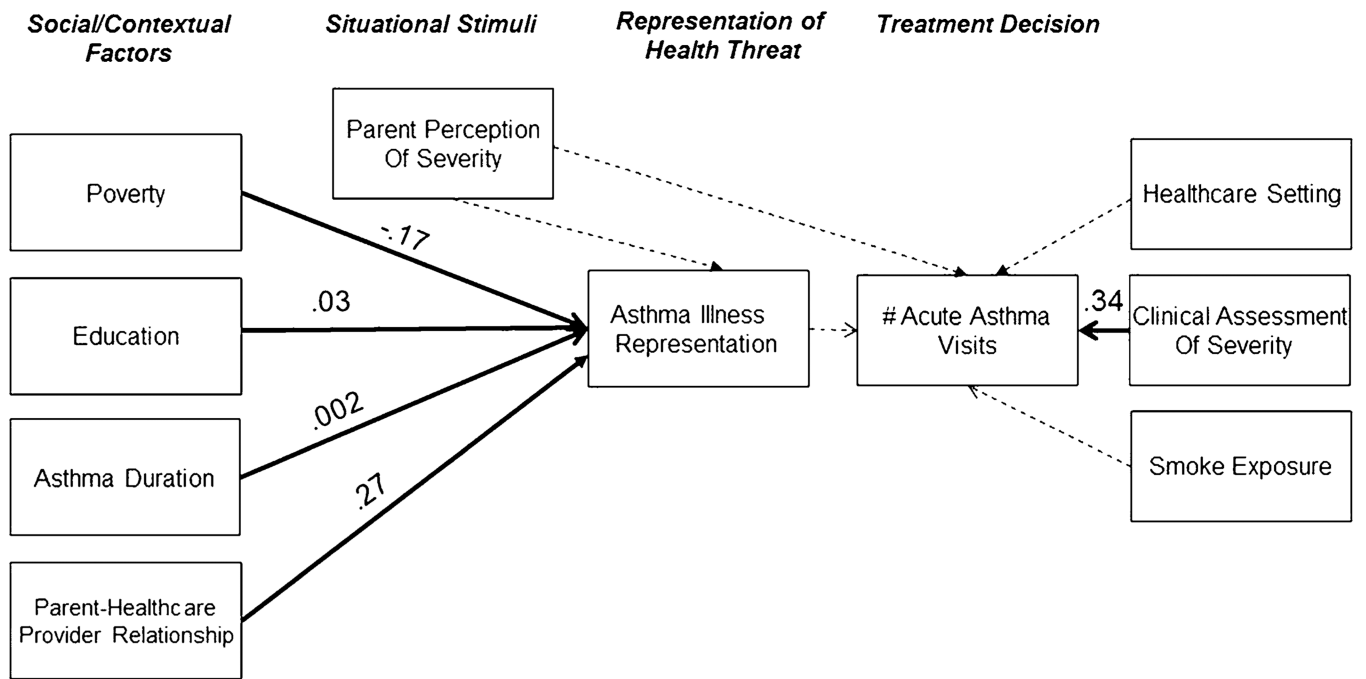 Social/Contextual
Factors
Situational Stimuli
Representation of
Health Threat
Treatment Decision
Parent Perception
Of Severity
Poverty
Healthcare Setting
-.17
.03
Education
Asthma Illness
Representation
# Acute Asthma
Visits
.34
Clinical Assessment
Of Severity
.002
Asthma Duration
Smoke Exposure
.27
Parent-Healthcare
Provider Relationship